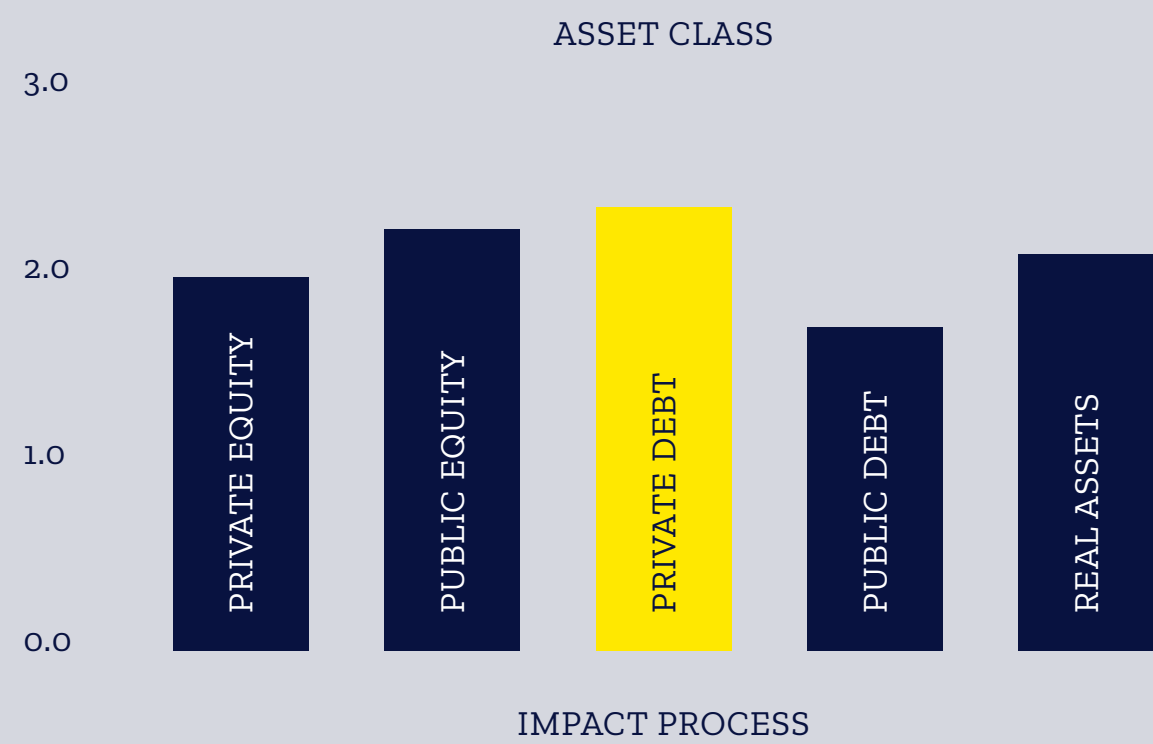 ASSET CLASS
3.0
2.0
1.0
0.0
PRIVATE EQUITY
PUBLIC EQUITY
PRIVATE DEBT
PUBLIC DEBT
REAL ASSETS
IMPACT PROCESS